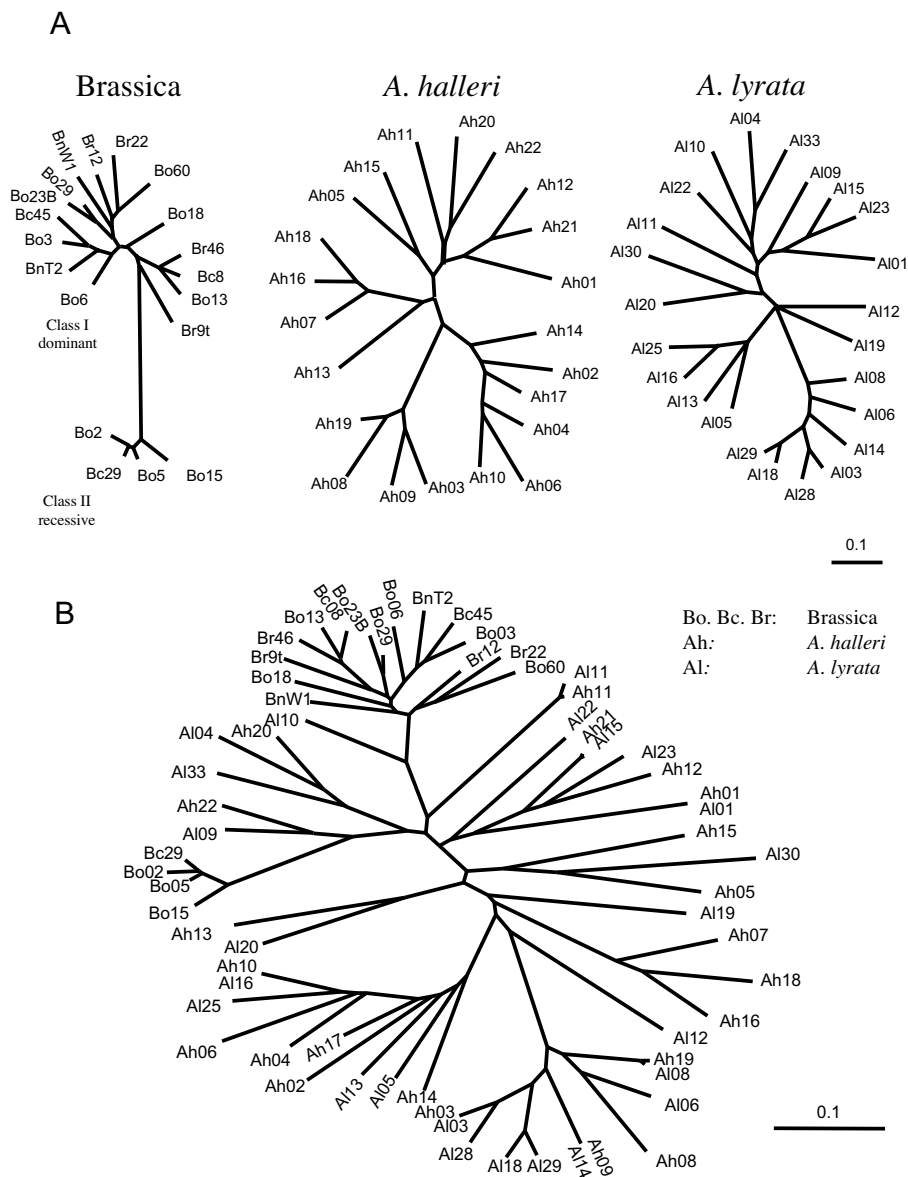 A
Brassica
A. halleri
A. lyrata
Br22
Br12
BnW1
Bo29
Bo23B
Bc45
Bo3
BnT2
Bo6
Bo60
Bo18
Br46
Bc8
Bo13
Br9t
Class I
dominant
Bo2
Bc29
Bo5
Bo15
Class II
recessive
Ah20
Ah11
Ah22
Ah15
Ah05
Ah12
Ah18
Ah21
Ah16
Ah01
Ah07
Ah14
Ah13
Ah02
Ah17
Ah19
Ah04
Ah08
Ah09
Ah03
Ah10
Ah06
Al04
Al33
Al10
Al09
Al22
Al15
Al23
Al11
Al30
Al01
Al20
Al12
Al25
Al19
Al16
Al08
Al13
Al05
Al06
Al14
Al29
Al18
Al03
Al28
0.1
B
Bo. Bc. Br: Brassica
Ah: A. halleri
Al: A. lyrata
Bo06
BnT2
Bc45
Bo29
Bo23B
Bc08
Bo13
Bo03
Br46
Br12
Br22
Br9t
Bo60
Bo18
Al11
BnW1
Ah11
Al10
Al22
Ah21
Al15
Al04
Ah20
Al23
Al33
Ah12
Ah22
Ah01
Al01
Al09
Ah15
Bc29
Al30
Bo02
Bo05
Ah05
Bo15
Al19
Ah13
Ah07
Al20
Ah10
Al16
Ah18
Al25
Ah16
Al12
Ah06
Ah04
Ah17
Ah19
Al08
Ah02
Al13
Al05
Ah14
Al06
Ah03
Al03
Al28
Al18
Al29
Al14
Ah09
Ah08
0.1